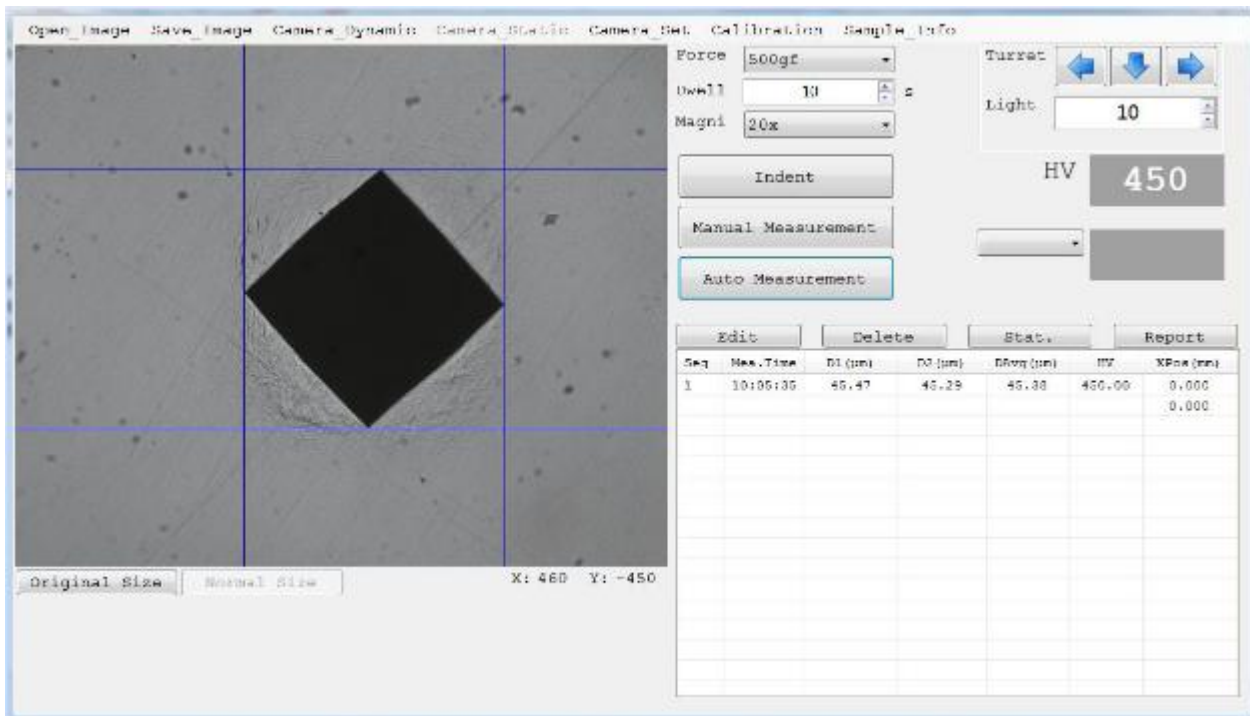 Open_Image Save_Image Camera_Dynamic Camera_Static Camera_Set Calibration Sample_Info
Force 500gf
Dwell 10 s
Magni 20x
Turret
Light 10
Indent
HV 450
Manual Measurement
Auto Measurement
Edit Delete Stat. Report
Seq Mea.Time D1(μm) D2(μm) DAvg(μm) HV XPos(mm)
1 10:05:35 45.47 45.29 45.38 450.00 0.000
0.000
Original Size Normal Size X: 460 Y: -450